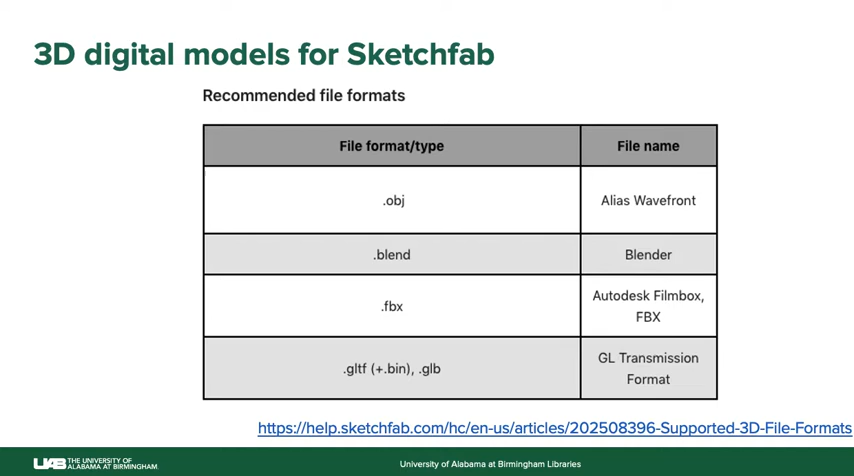 3D digital models for Sketchfab
Recommended file formats
File format/type File name
.obj Alias Wavefront
.blend Blender
.fbx Autodesk Filmbox,
FBX
.gltf (+.bin), .glb GL Transmission
Format
https://help.sketchfab.com/hc/en-us/articles/202508396-Supported-3D-File-Formats
UAB THE UNIVERSITY OF
ALABAMA AT BIRMINGHAM.
University of Alabama at Birmingham Libraries